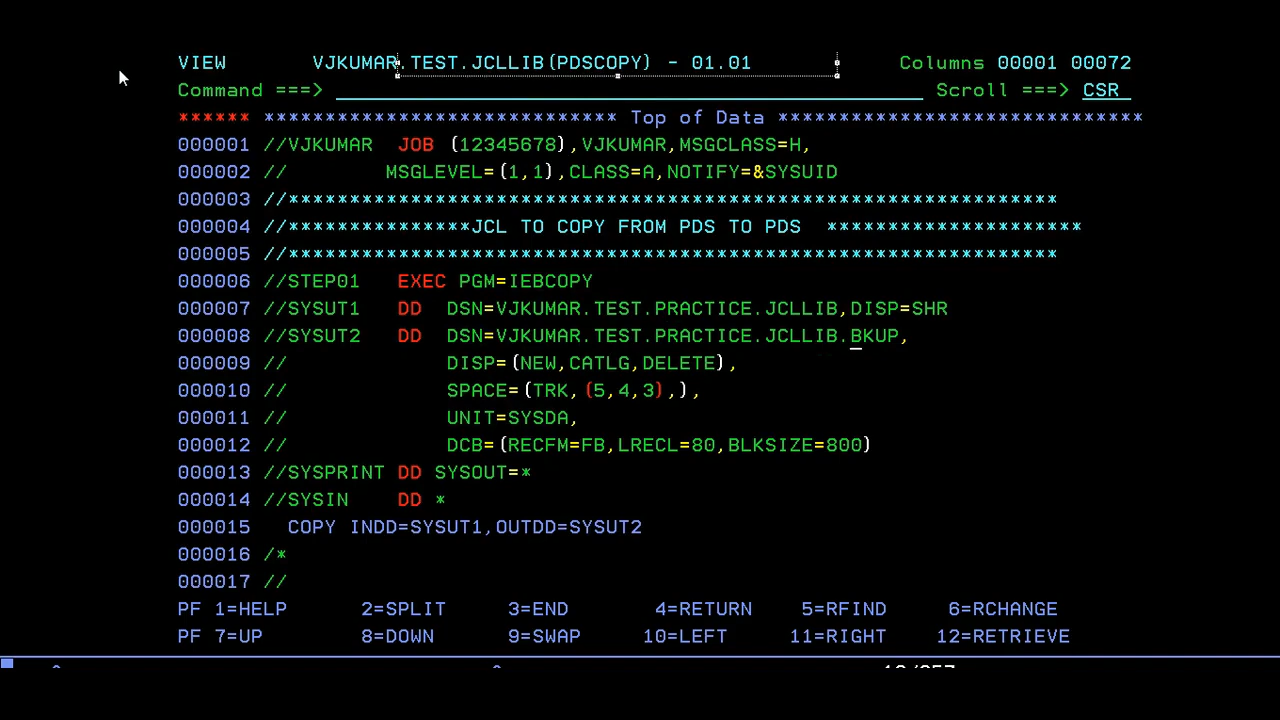 VIEW       VJKUMAR.TEST.JCLLIB(PDSCOPY) - 01.01            Columns 00001 00072
Command ===>                                                  Scroll ===> CSR
****** ***************************** Top of Data ******************************
000001 //VJKUMAR  JOB (12345678),VJKUMAR,MSGCLASS=H,
000002 //        MSGLEVEL=(1,1),CLASS=A,NOTIFY=&SYSUID
000003 //***************************************************************
000004 //***************JCL TO COPY FROM PDS TO PDS  *********************
000005 //***************************************************************
000006 //STEP01   EXEC PGM=IEBCOPY
000007 //SYSUT1   DD  DSN=VJKUMAR.TEST.PRACTICE.JCLLIB,DISP=SHR
000008 //SYSUT2   DD  DSN=VJKUMAR.TEST.PRACTICE.JCLLIB.BKUP,
000009 //             DISP=(NEW,CATLG,DELETE),
000010 //             SPACE=(TRK,(5,4,3),),
000011 //             UNIT=SYSDA,
000012 //             DCB=(RECFM=FB,LRECL=80,BLKSIZE=800)
000013 //SYSPRINT DD SYSOUT=*
000014 //SYSIN    DD *
000015   COPY INDD=SYSUT1,OUTDD=SYSUT2
000016 /*
000017 //
PF 1=HELP      2=SPLIT     3=END       4=RETURN    5=RFIND     6=RCHANGE
PF 7=UP        8=DOWN      9=SWAP     10=LEFT     11=RIGHT    12=RETRIEVE